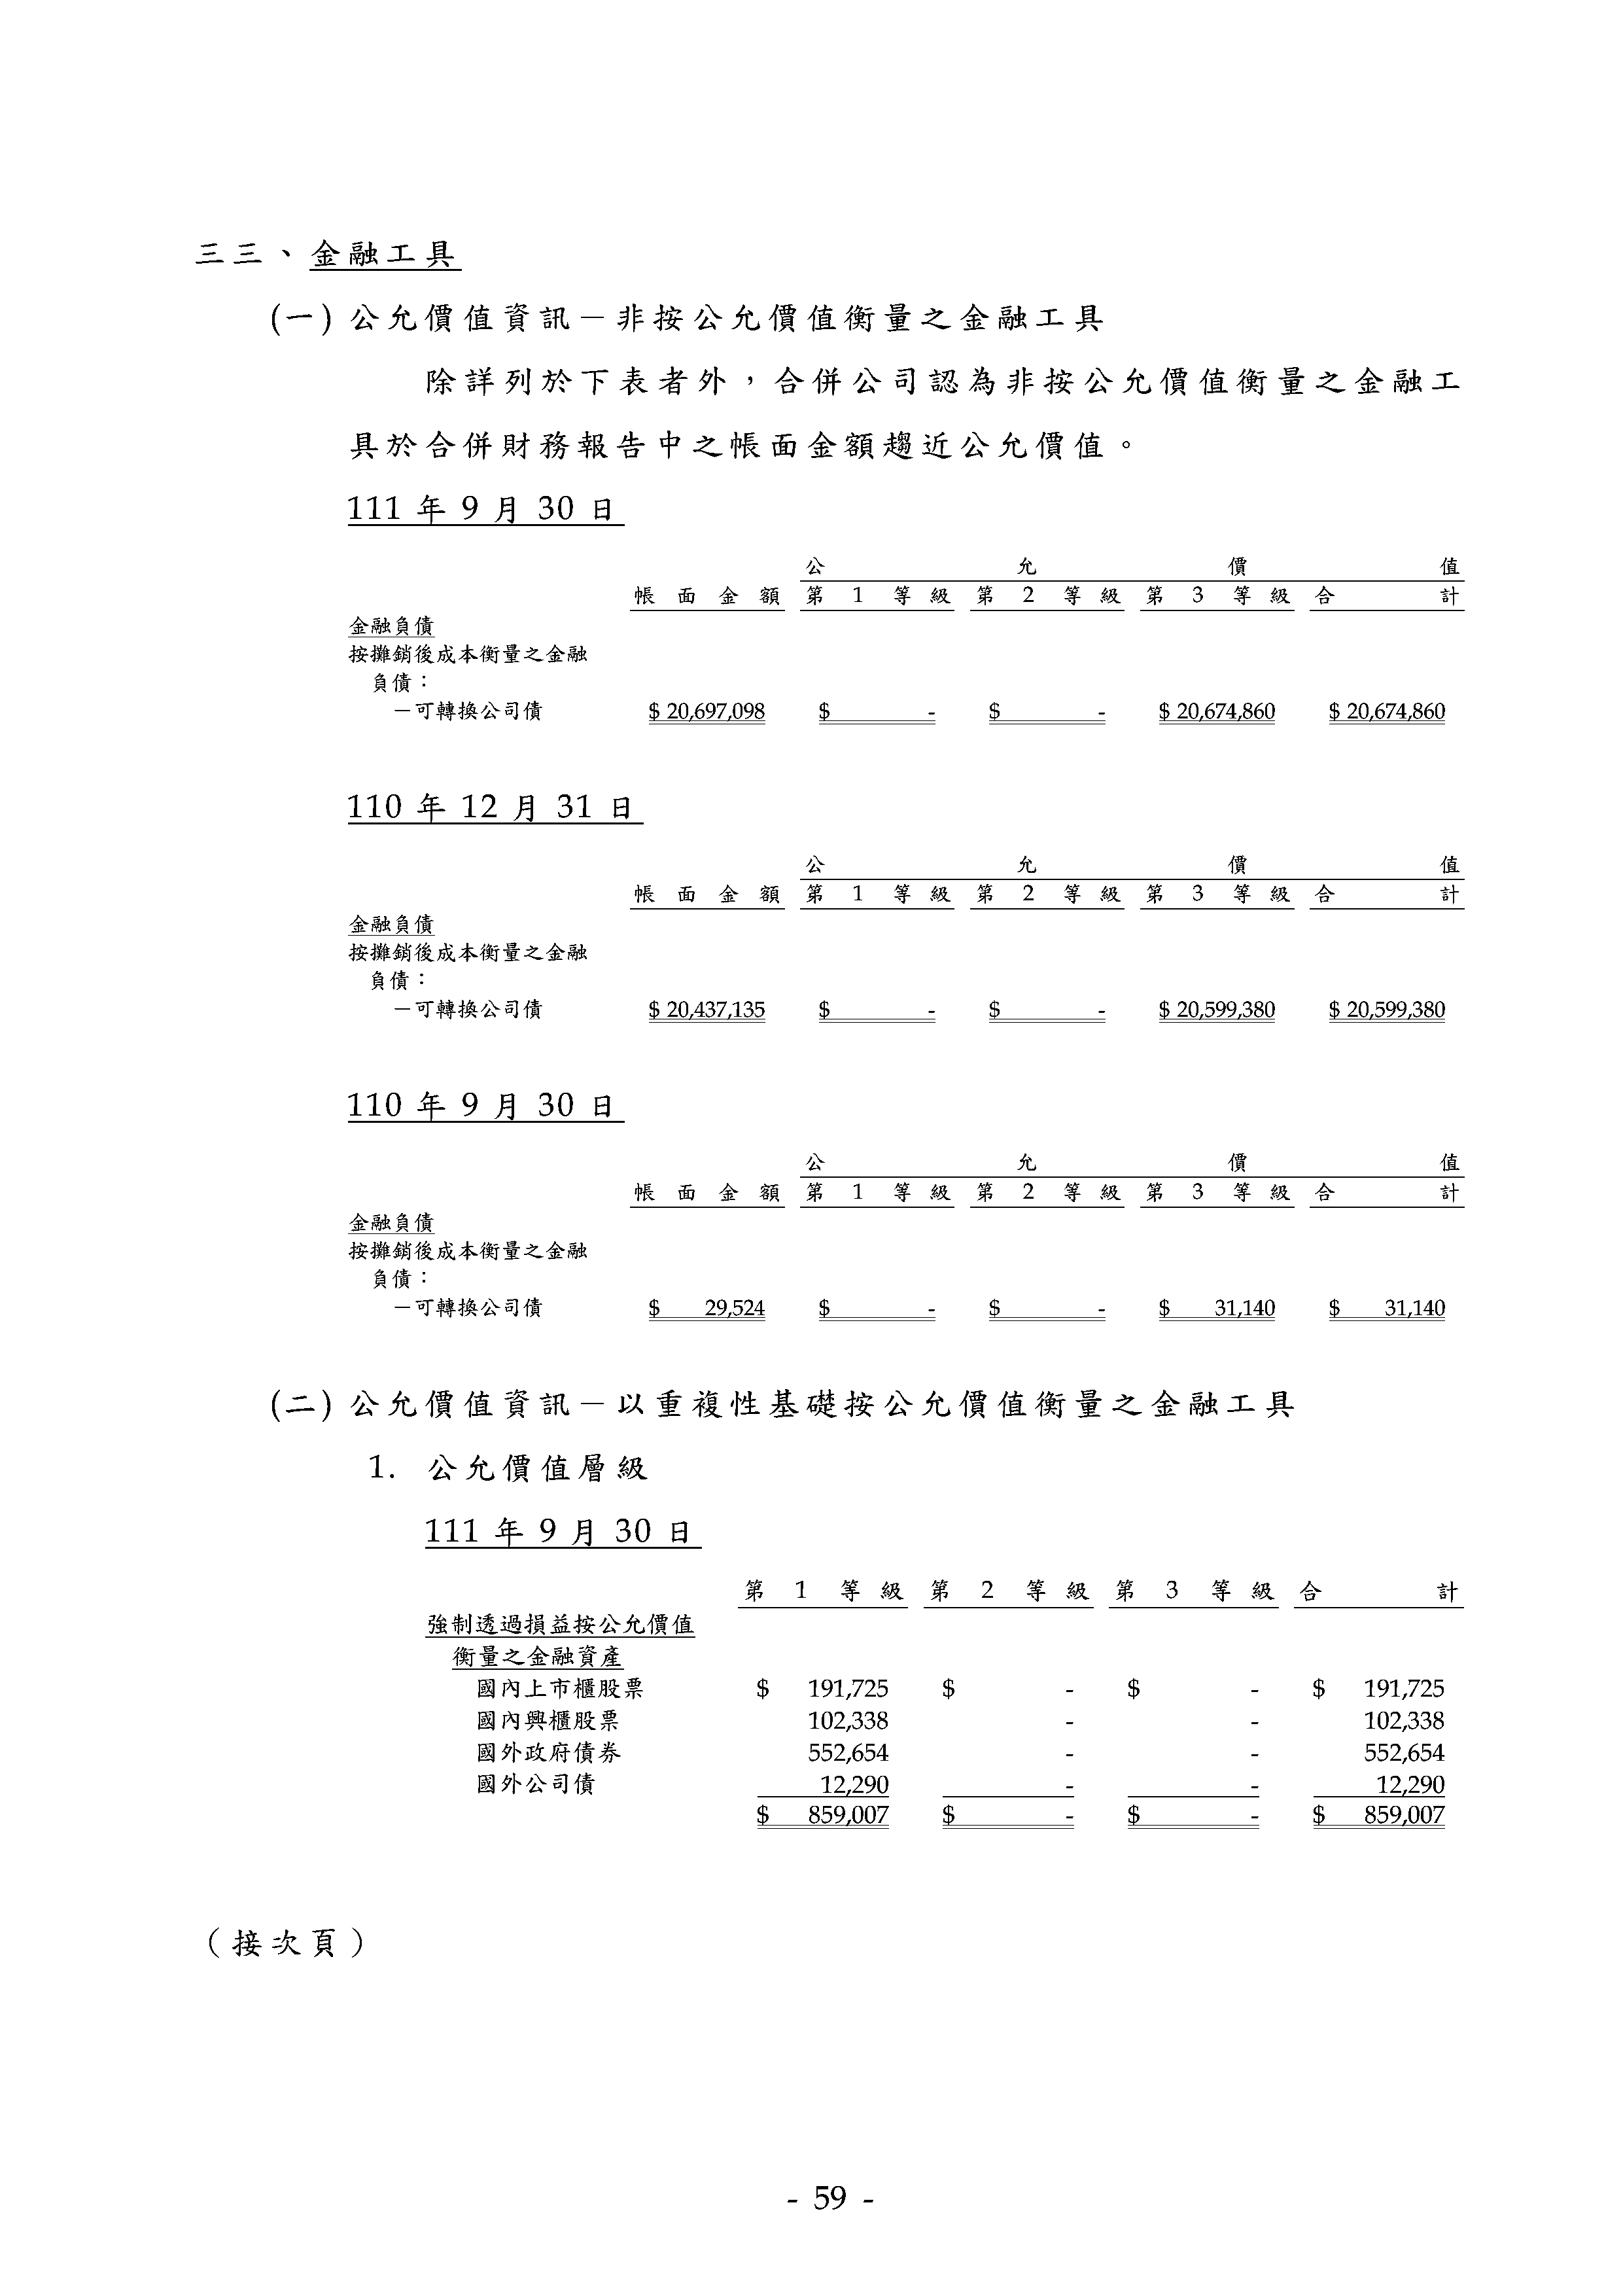 三三、金融工具
(一) 公允價值資訊－非按公允價值衡量之金融工具
除詳列於下表者外，合併公司認為非按公允價值衡量之金融工
具於合併財務報告中之帳面金額趨近公允價值。
111 年 9 月 30 日
公 允 價 值
帳面金額 第 1 等級 第 2 等級 第 3 等級 合 計
金融負債
按攤銷後成本衡量之金融
負債：
－可轉換公司債 $ 20,697,098 $ - $ - $ 20,674,860 $ 20,674,860
110 年 12 月 31 日
公 允 價 值
帳面金額 第 1 等級 第 2 等級 第 3 等級 合 計
金融負債
按攤銷後成本衡量之金融
負債：
－可轉換公司債 $ 20,437,135 $ - $ - $ 20,599,380 $ 20,599,380
110 年 9 月 30 日
公 允 價 值
帳面金額 第 1 等級 第 2 等級 第 3 等級 合 計
金融負債
按攤銷後成本衡量之金融
負債：
－可轉換公司債 $ 29,524 $ - $ - $ 31,140 $ 31,140
(二) 公允價值資訊－以重複性基礎按公允價值衡量之金融工具
1. 公允價值層級
111 年 9 月 30 日
第 1 等級 第 2 等級 第 3 等級 合 計
強制透過損益按公允價值
衡量之金融資產
國內上市櫃股票 $ 191,725 $ - $ - $ 191,725
國內興櫃股票 102,338 - - 102,338
國外政府債券 552,654 - - 552,654
國外公司債 12,290 - - 12,290
$ 859,007 $ - $ - $ 859,007
（接次頁）
- 59 -